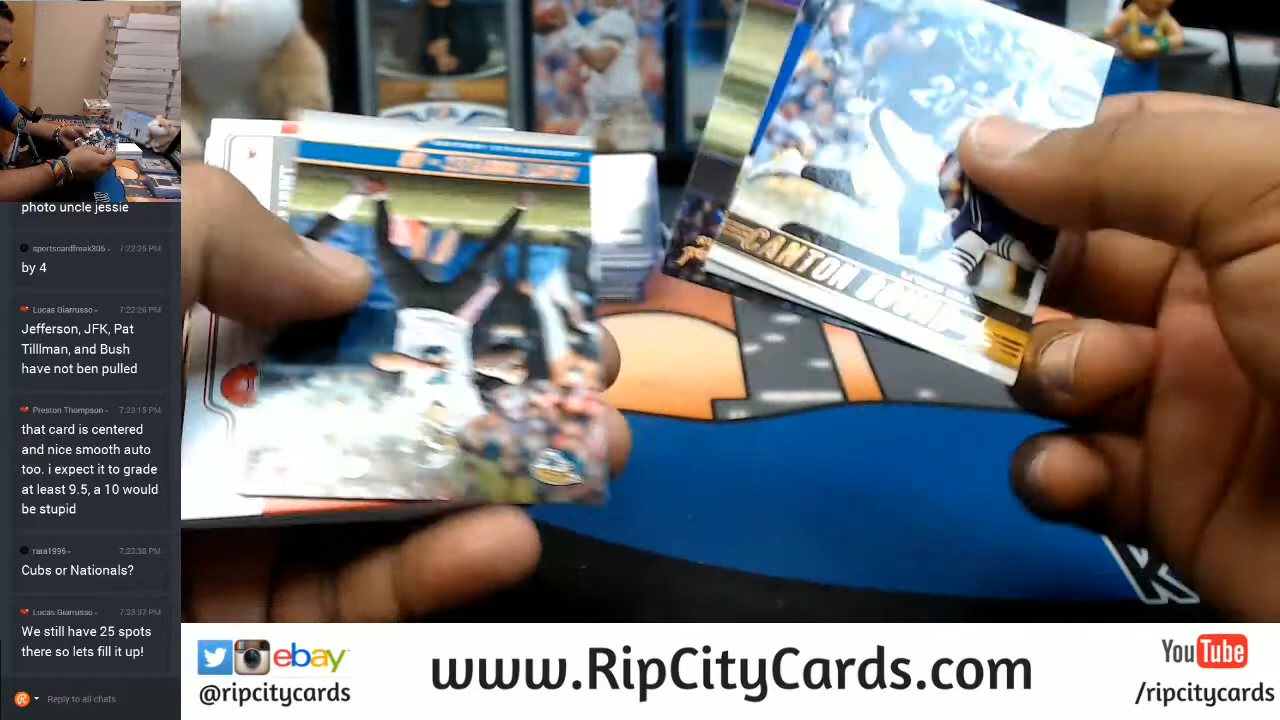 photo uncle jessie
sportscardfreak305 - 7:22:25 PM
by 4
Lucas Giarrusso - 7:22:26 PM
Jefferson, JFK, Pat
Tilllman, and Bush
have not ben pulled
Preston Thompson - 7:23:15 PM
that card is centered
and nice smooth auto
too. i expect it to grade
at least 9.5, a 10 would
be stupid
rara1996 - 7:23:38 PM
Cubs or Nationals?
Lucas Giarrusso - 7:23:37 PM
We still have 25 spots
there so lets fill it up!
Reply to all chats
CANTON BOUND
ebay
@ripcitycards
www.RipCityCards.com
YouTube
/ripcitycards